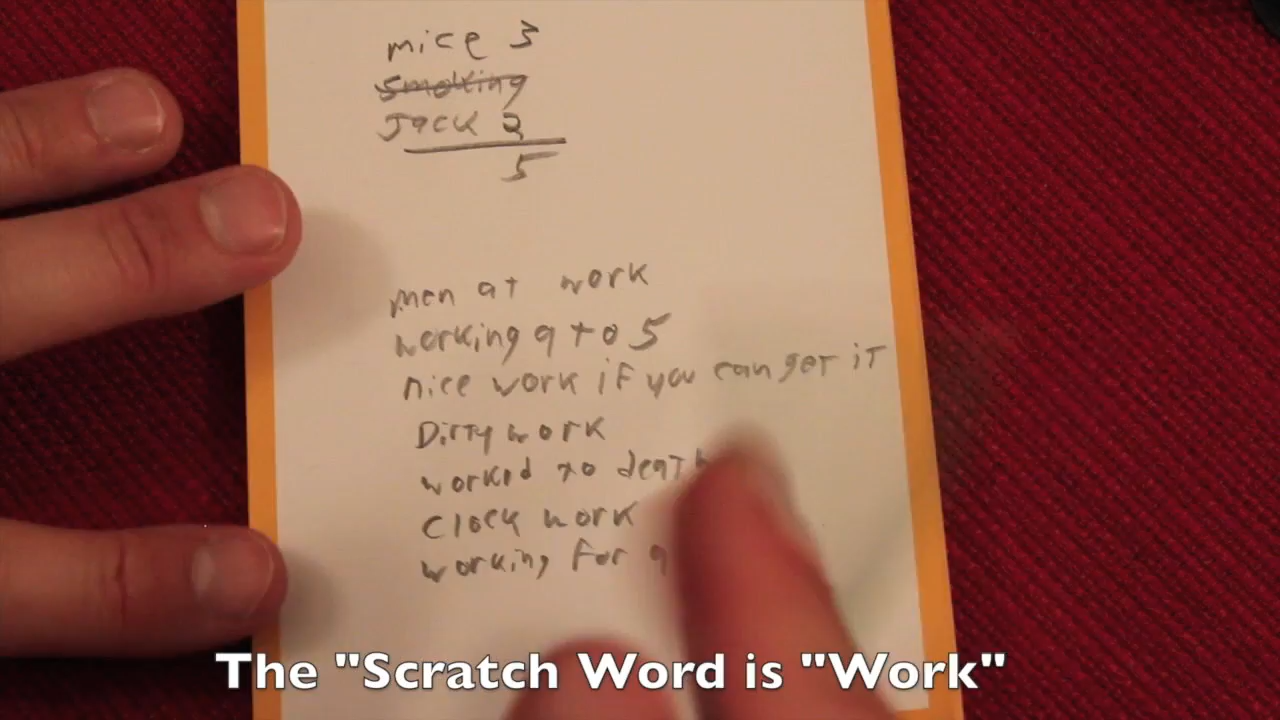 mice 3
smoking
Jack 2
5
men at work
working 9 to 5
nice work if you can get it
Dirty work
worked to death
Clock work
working for a
The "Scratch Word is "Work"